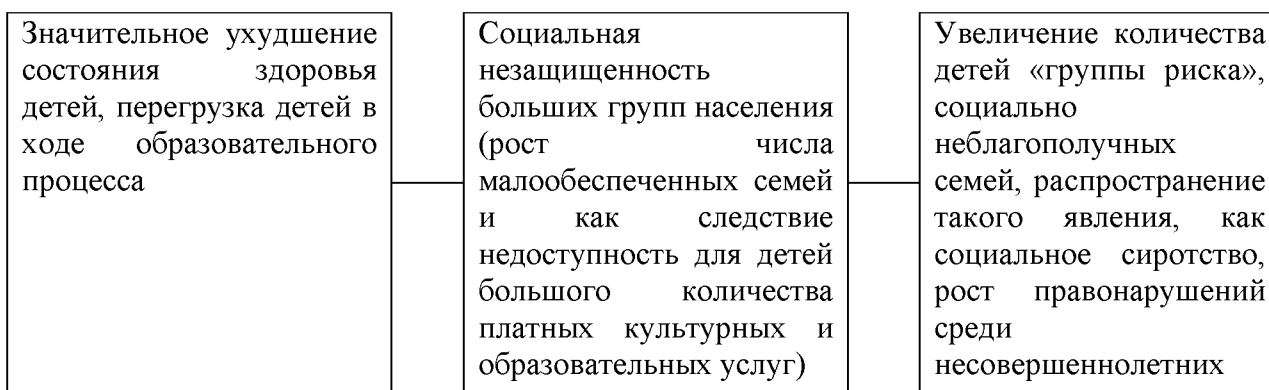 Значительное ухудшение
состояния здоровья
детей, перегрузка детей в
ходе образовательного
процесса
Социальная
незащищенность
больших групп населения
(рост числа
малообеспеченных семей
и как следствие
недоступность для детей
большого количества
платных культурных и
образовательных услуг)
Увеличение количества
детей «группы риска»,
социально
неблагополучных
семей, распространение
такого явления, как
социальное сиротство,
рост правонарушений
среди
несовершеннолетних